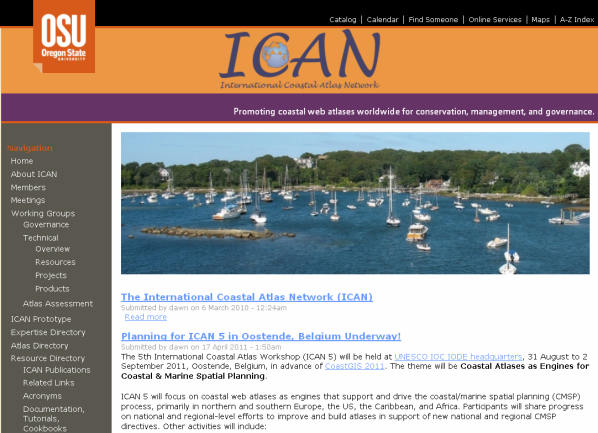 OSU
Oregon State
UNIVERSITY
Catalog | Calendar | Find Someone | Online Services | Maps | A-Z Index
ICAN
International Coastal Atlas Network
Promoting coastal web atlases worldwide for conservation, management, and governance.
Navigation
Home
About ICAN
Members
Meetings
Working Groups
Governance
Technical
Overview
Resources
Projects
Products
Atlas Assessment
ICAN Prototype
Expertise Directory
Atlas Directory
Resource Directory
ICAN Publications
Related Links
Acronyms
Documentation,
Tutorials,
Cookbooks
The International Coastal Atlas Network (ICAN)
Submitted by dawn on 6 March 2010 - 12:24am
Read more
Planning for ICAN 5 in Oostende, Belgium Underway!
Submitted by dawn on 17 April 2011 - 1:50am
The 5th International Coastal Atlas Workshop (ICAN 5) will be held at UNESCO IOC IODE headquarters, 31 August to 2
September 2011, Oostende, Belgium, in advance of CoastGIS 2011. The theme will be Coastal Atlases as Engines for
Coastal & Marine Spatial Planning.
ICAN 5 will focus on coastal web atlases as engines that support and drive the coastal/marine spatial planning (CMSP)
process, primarily in northern and southern Europe, the US, the Caribbean, and Africa. Participants will share progress
on national and regional-level efforts to improve and build atlases in support of new national and regional CMSP
directives. Other activities will include: